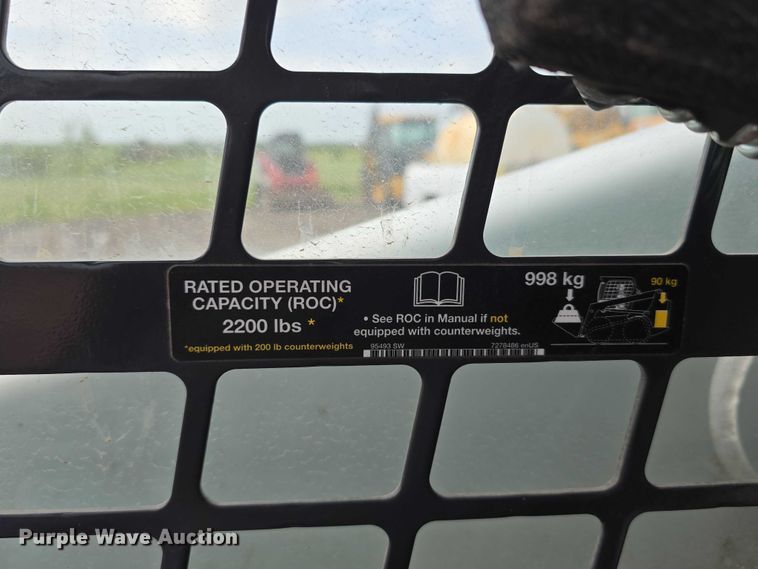 RATED OPERATING
CAPACITY (ROC)*
2200 lbs *
*equipped with 200 lb counterweights
• See ROC in Manual if not
equipped with counterweights.
95493 SW
7278486 enUS
998 kg
90 kg
Purple Wave Auction